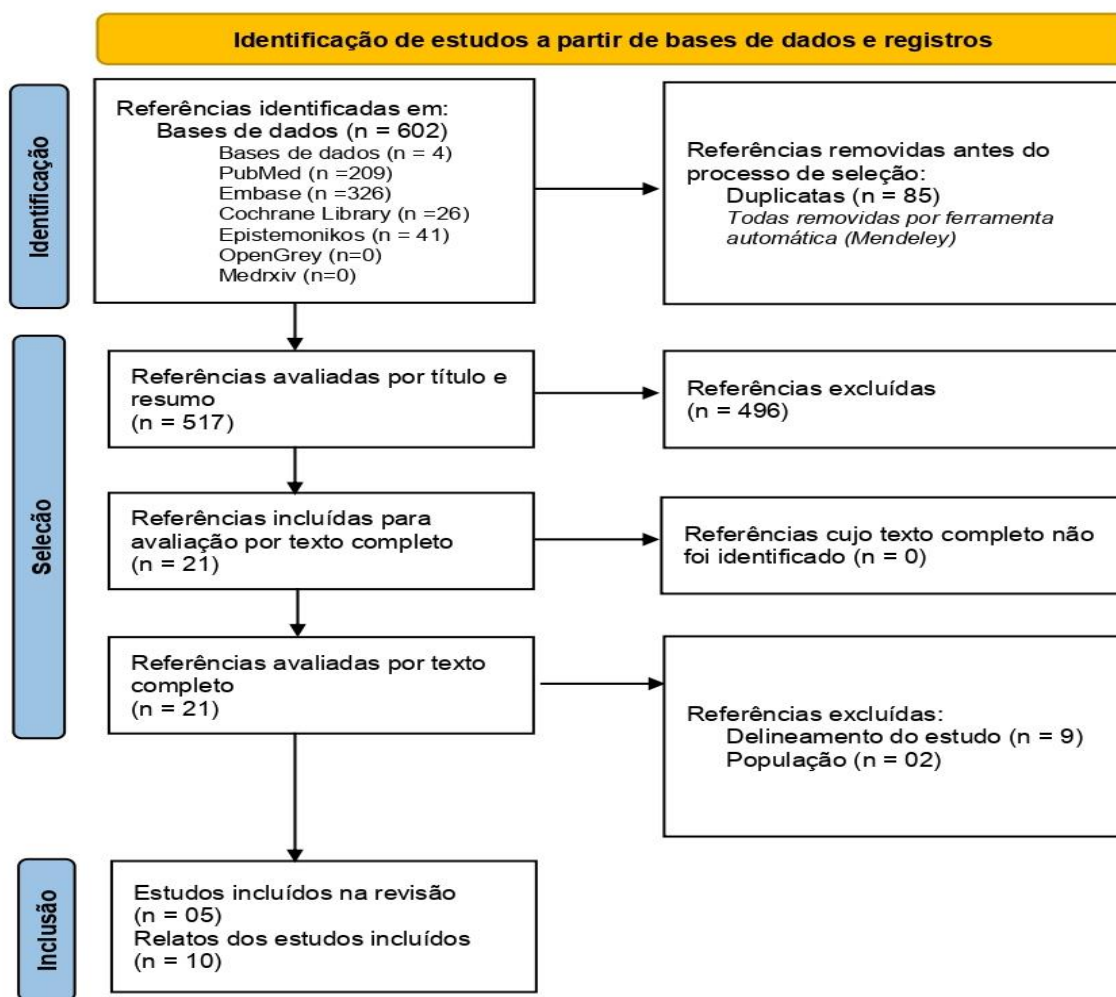 Identificação de estudos a partir de bases de dados e registros
Identificação
Referências identificadas em:
Bases de dados (n = 602)
Bases de dados (n = 4)
PubMed (n =209)
Embase (n =326)
Cochrane Library (n =26)
Epistemonikos (n = 41)
OpenGrey (n=0)
Medrxiv (n=0)
Referências removidas antes do
processo de seleção:
Duplicatas (n = 85)
Todas removidas por ferramenta
automática (Mendeley)
Seleção
Referências avaliadas por título e
resumo
(n = 517)
Referências excluídas
(n = 496)
Referências incluídas para
avaliação por texto completo
(n = 21)
Referências cujo texto completo não
foi identificado (n = 0)
Referências avaliadas por texto
completo
(n = 21)
Referências excluídas:
Delineamento do estudo (n = 9)
População (n = 02)
Inclusão
Estudos incluídos na revisão
(n = 05)
Relatos dos estudos incluídos
(n = 10)